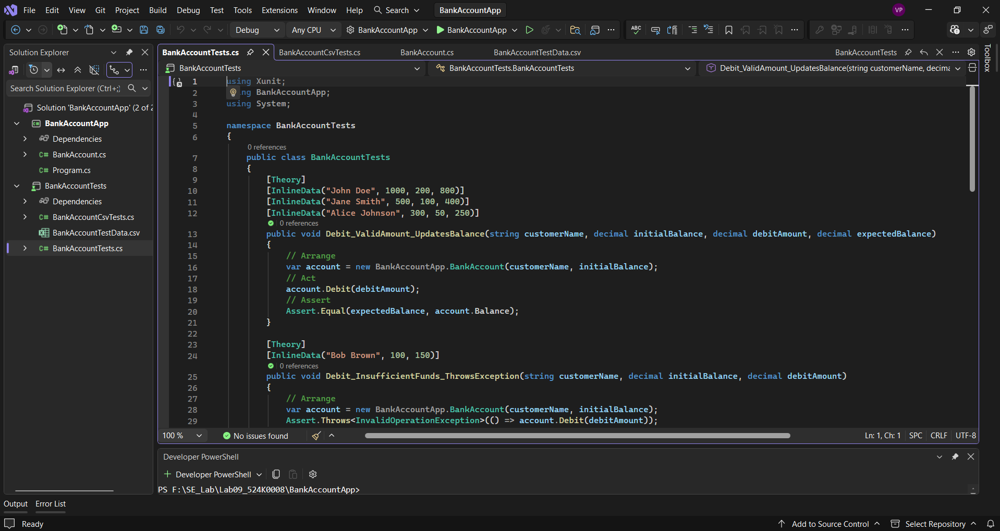 File Edit View Git Project Build Debug Test Tools Extensions Window Help Search BankAccountApp VP
Debug Any CPU BankAccountApp BankAccountApp
Solution Explorer
Search Solution Explorer (Ctrl+;)
Solution 'BankAccountApp' (2 of 2
BankAccountApp
Dependencies
BankAccount.cs
Program.cs
BankAccountTests
Dependencies
BankAccountCsvTests.cs
BankAccountTestData.csv
BankAccountTests.cs
BankAccountTests.cs BankAccountCsvTests.cs BankAccount.cs BankAccountTestData.csv BankAccountTests
BankAccountTests BankAccountTests.BankAccountTests Debit_ValidAmount_UpdatesBalance(string customerName, decima
1 using Xunit;
2 ng BankAccountApp;
3 using System;
4
5 namespace BankAccountTests
6 {
0 references
7 public class BankAccountTests
8 {
9 [Theory]
10 [InlineData("John Doe", 1000, 200, 800)]
11 [InlineData("Jane Smith", 500, 100, 400)]
12 [InlineData("Alice Johnson", 300, 50, 250)]
0 references
13 public void Debit_ValidAmount_UpdatesBalance(string customerName, decimal initialBalance, decimal debitAmount, decimal expectedBalance)
14 {
15 // Arrange
16 var account = new BankAccountApp.BankAccount(customerName, initialBalance);
17 // Act
18 account.Debit(debitAmount);
19 // Assert
20 Assert.Equal(expectedBalance, account.Balance);
21 }
22
23 [Theory]
24 [InlineData("Bob Brown", 100, 150)]
0 references
25 public void Debit_InsufficientFunds_ThrowsException(string customerName, decimal initialBalance, decimal debitAmount)
26 {
27 // Arrange
28 var account = new BankAccountApp.BankAccount(customerName, initialBalance);
29 Assert.Throws<InvalidOperationException>(() => account.Debit(debitAmount));
100 % No issues found Ln: 1, Ch: 1 SPC CRLF UTF-8
Toolbox
Developer PowerShell
Developer PowerShell
PS F:\SE_Lab\Lab09_524K0008\BankAccountApp>
Output Error List
Ready Add to Source Control Select Repository